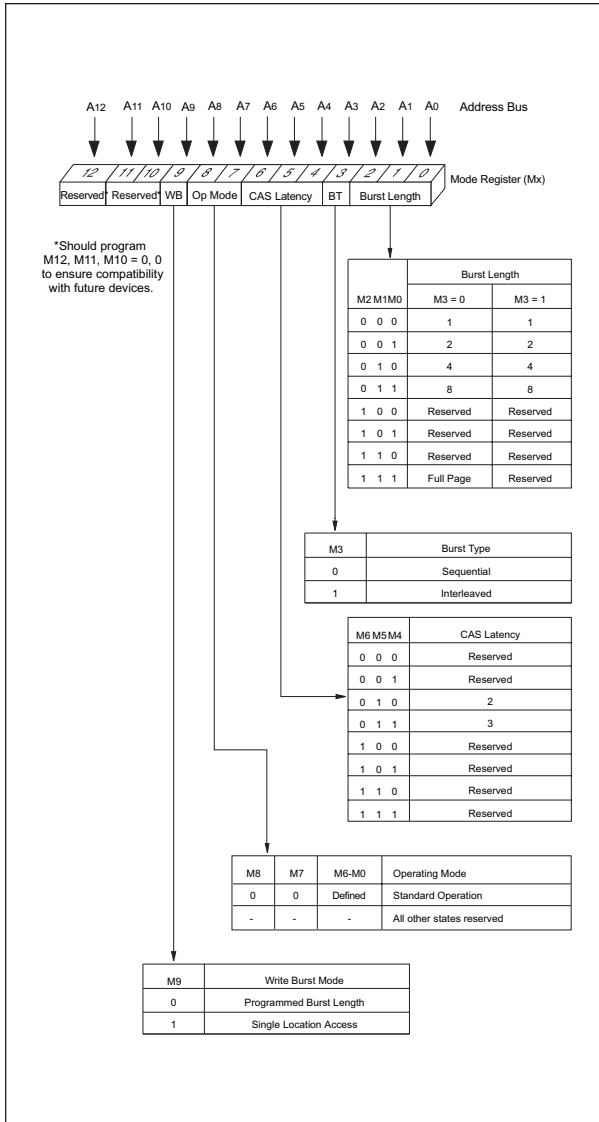 A12 A11 A10 A9 A8 A7 A6 A5 A4 A3 A2 A1 A0 Address Bus
12 11 10 9 8 7 6 5 4 3 2 1 0 Mode Register (Mx)
Reserved* Reserved* WB Op Mode CAS Latency BT Burst Length
*Should program
M12, M11, M10 = 0, 0
to ensure compatibility
with future devices.
Burst Length
M2 M1 M0 M3 = 0 M3 = 1
0 0 0 1 1
0 0 1 2 2
0 1 0 4 4
0 1 1 8 8
1 0 0 Reserved Reserved
1 0 1 Reserved Reserved
1 1 0 Reserved Reserved
1 1 1 Full Page Reserved
M3 Burst Type
0 Sequential
1 Interleaved
M6 M5 M4 CAS Latency
0 0 0 Reserved
0 0 1 Reserved
0 1 0 2
0 1 1 3
1 0 0 Reserved
1 0 1 Reserved
1 1 0 Reserved
1 1 1 Reserved
M8 M7 M6-M0 Operating Mode
0 0 Defined Standard Operation
- - - All other states reserved
M9 Write Burst Mode
0 Programmed Burst Length
1 Single Location Access